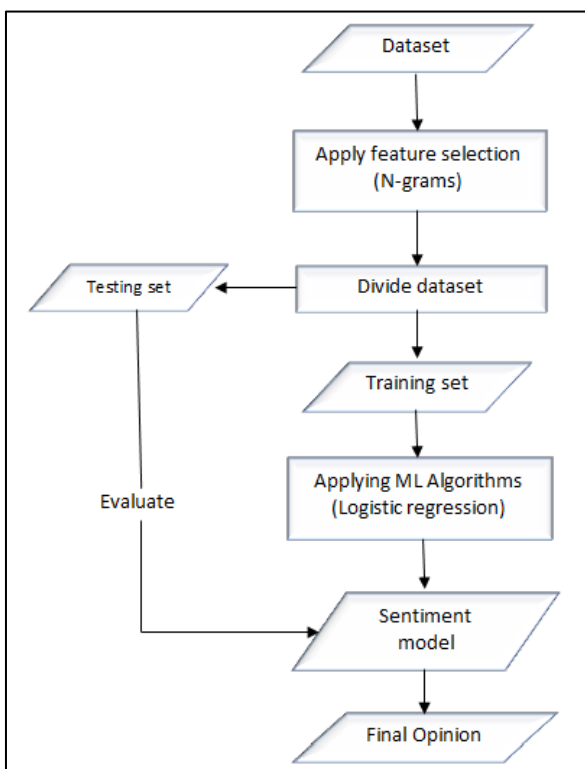 Dataset
Apply feature selection
(N-grams)
Divide dataset
Testing set
Training set
Applying ML Algorithms
(Logistic regression)
Evaluate
Sentiment
model
Final Opinion